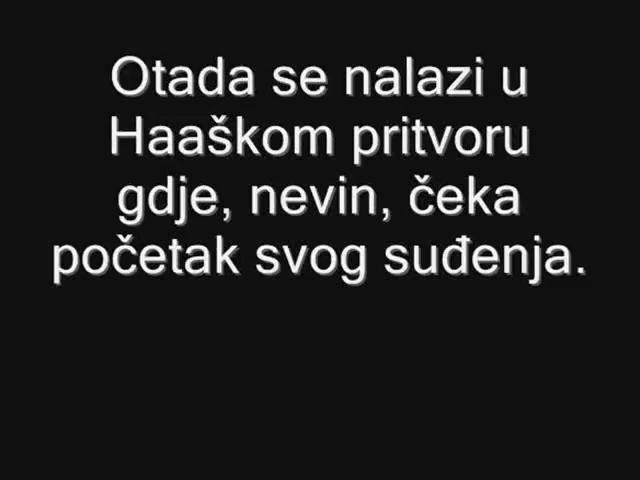 Otada se nalazi u
Haaškom pritvoru
gdje, nevin, čeka
početak svog suđenja.